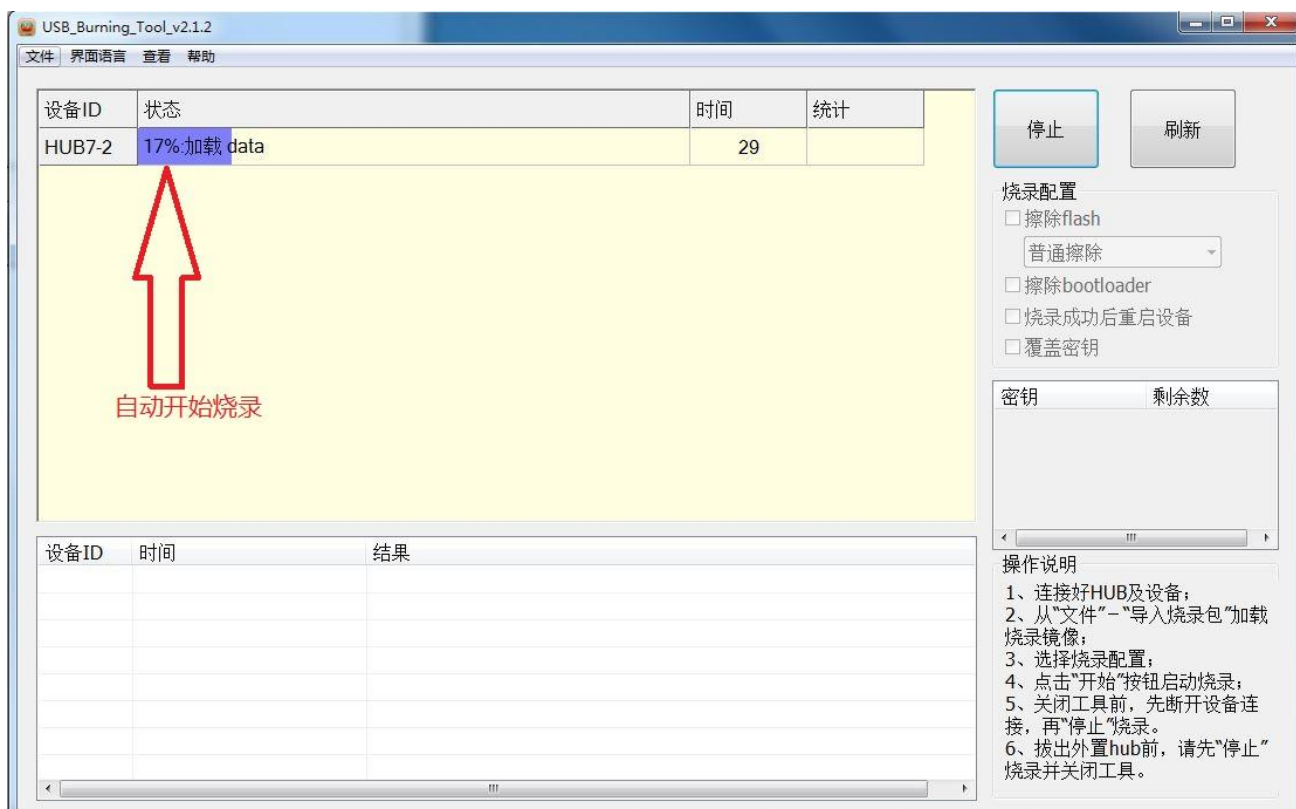 USB_Burning_Tool_v2.1.2
文件 界面语言 查看 帮助
设备ID 状态 时间 统计
HUB7-2 17%:加载 data 29
自动开始烧录
停止 刷新
烧录配置
擦除flash
普通擦除
擦除bootloader
烧录成功后重启设备
覆盖密钥
密钥 剩余数
设备ID 时间 结果
操作说明
1、连接好HUB及设备；
2、从“文件”－“导入烧录包”加载
烧录镜像；
3、选择烧录配置；
4、点击“开始”按钮启动烧录；
5、关闭工具前，先断开设备连
接，再“停止”烧录。
6、拔出外置hub前，请先“停止”
烧录并关闭工具。